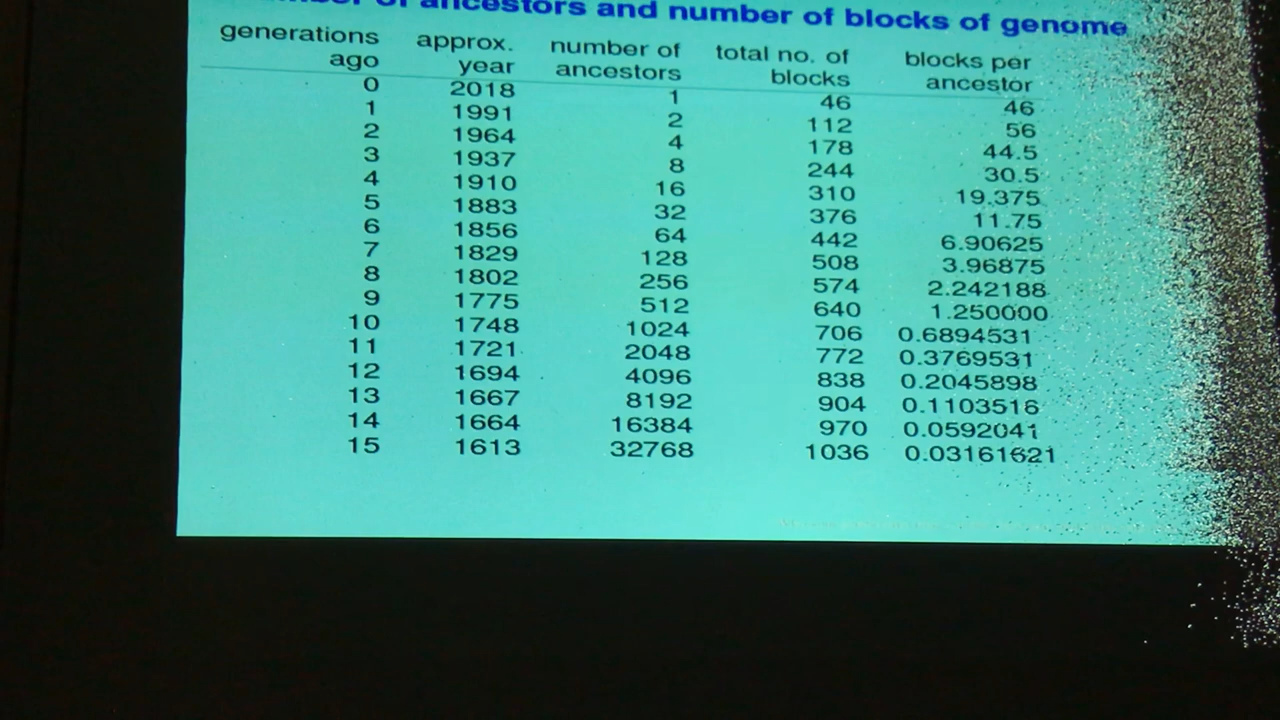 of ancestors and number of blocks of genome
generations ago approx. year number of ancestors total no. of blocks blocks per ancestor
0 2018 1 46 46
1 1991 2 112 56
2 1964 4 178 44.5
3 1937 8 244 30.5
4 1910 16 310 19.375
5 1883 32 376 11.75
6 1856 64 442 6.90625
7 1829 128 508 3.96875
8 1802 256 574 2.242188
9 1775 512 640 1.250000
10 1748 1024 706 0.6894531
11 1721 2048 772 0.3769531
12 1694 4096 838 0.2045898
13 1667 8192 904 0.1103516
14 1664 16384 970 0.0592041
15 1613 32768 1036 0.03161621